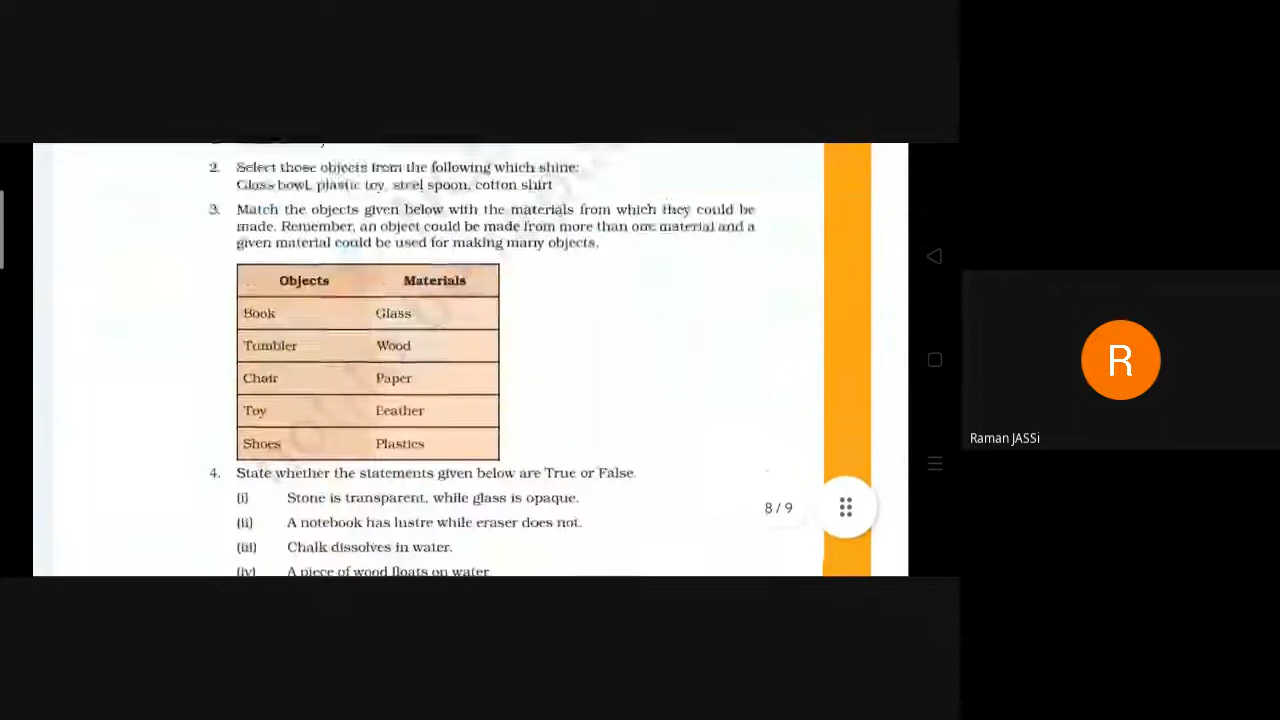 2. Select those objects from the following which shine:
Glass bowl, plastic toy, steel spoon, cotton shirt
3. Match the objects given below with the materials from which they could be
made. Remember, an object could be made from more than one material and a
given material could be used for making many objects.
Objects Materials
Book Glass
Tumbler Wood
Chair Paper
Toy Leather
Shoes Plastics
4. State whether the statements given below are True or False.
(i) Stone is transparent, while glass is opaque.
(ii) A notebook has lustre while eraser does not.
(iii) Chalk dissolves in water.
(iv) A piece of wood floats on water.
8 / 9
R
Raman JASSi